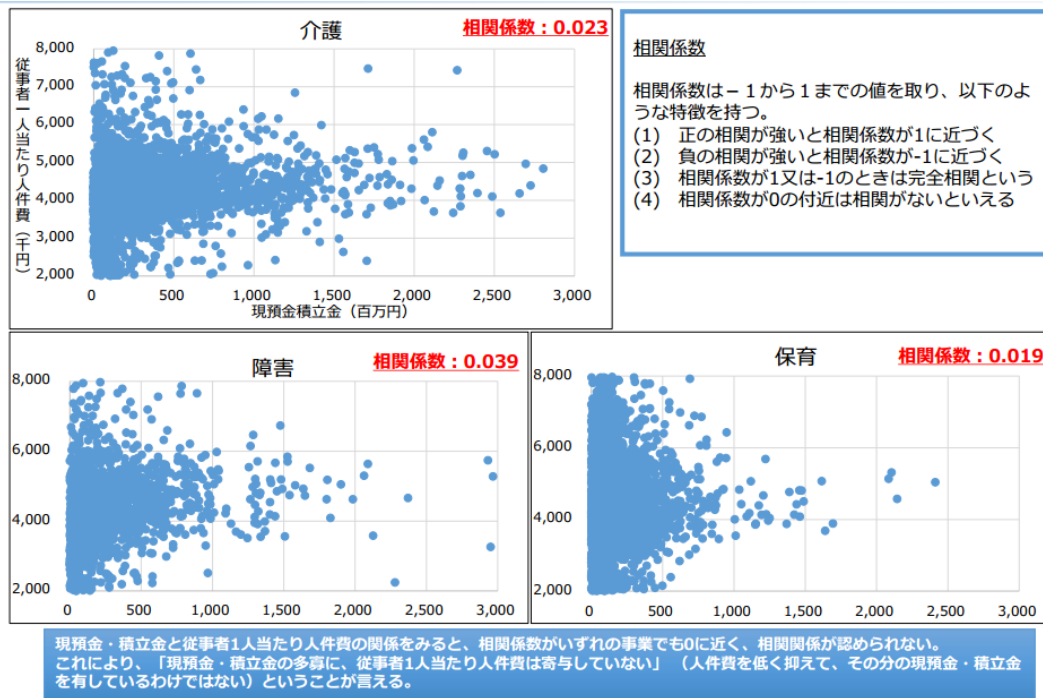 介護
相関係数：0.023
従事者一人当たり人件費（千円）
8,000
7,000
6,000
5,000
4,000
3,000
2,000
0 500 1,000 1,500 2,000 2,500 3,000
現預金積立金（百万円）
相関係数
相関係数は－１から１までの値を取り、以下のよ
うな特徴を持つ。
(1) 正の相関が強いと相関係数が1に近づく
(2) 負の相関が強いと相関係数が-1に近づく
(3) 相関係数が1又は-1のときは完全相関という
(4) 相関係数が0の付近は相関がないといえる
障害
相関係数：0.039
8,000
6,000
4,000
2,000
0 500 1,000 1,500 2,000 2,500 3,000
保育
相関係数：0.019
8,000
6,000
4,000
2,000
0 500 1,000 1,500 2,000 2,500 3,000
現預金・積立金と従事者1人当たり人件費の関係をみると、相関係数がいずれの事業でも0に近く、相関関係が認められない。
これにより、「現預金・積立金の多寡に、従事者1人当たり人件費は寄与していない」（人件費を低く抑えて、その分の現預金・積立金
を有しているわけではない）ということが言える。